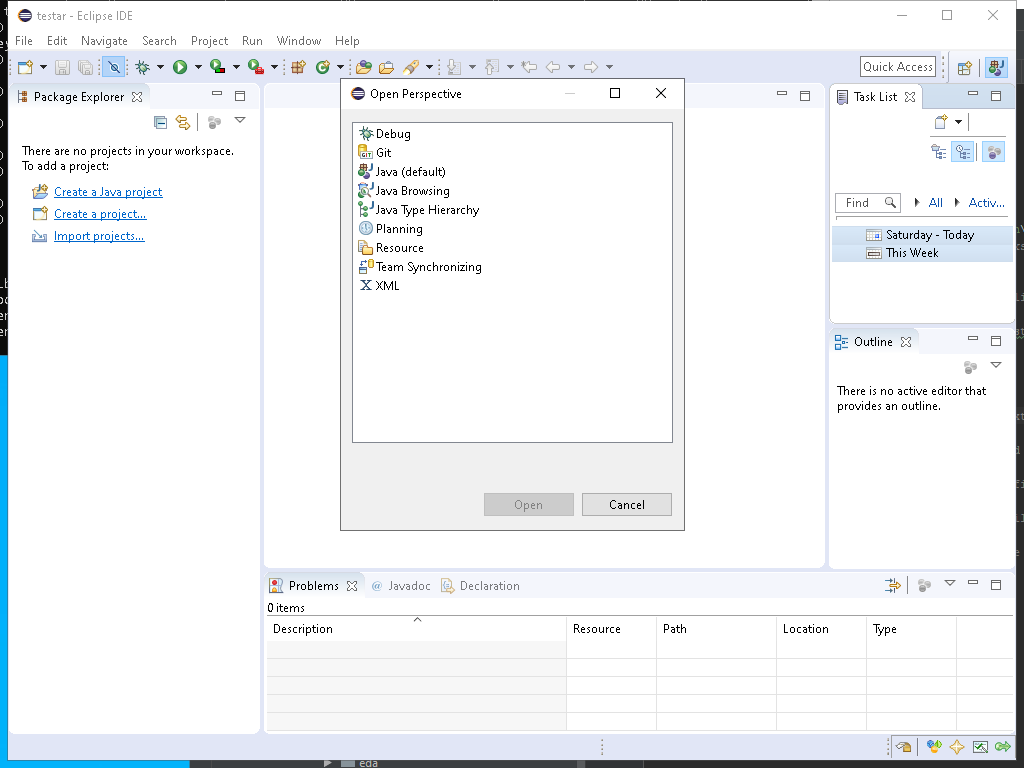 testar - Eclipse IDE
File Edit Navigate Search Project Run Window Help
Quick Access
Package Explorer
There are no projects in your workspace.
To add a project:
Create a Java project
Create a project...
Import projects...
Open Perspective
Debug
Git
Java (default)
Java Browsing
Java Type Hierarchy
Planning
Resource
Team Synchronizing
XML
Open Cancel
Task List
Find All Activ...
Saturday - Today
This Week
Outline
There is no active editor that
provides an outline.
Problems @ Javadoc Declaration
0 items
Description Resource Path Location Type
eda